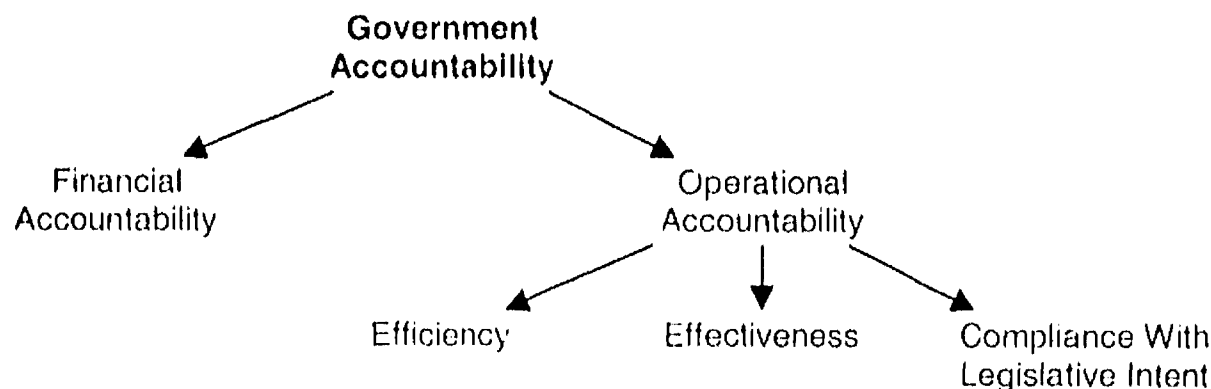 Government
Accountability
Financial
Accountability
Operational
Accountability
Efficiency
Effectiveness
Compliance With
Legislative Intent